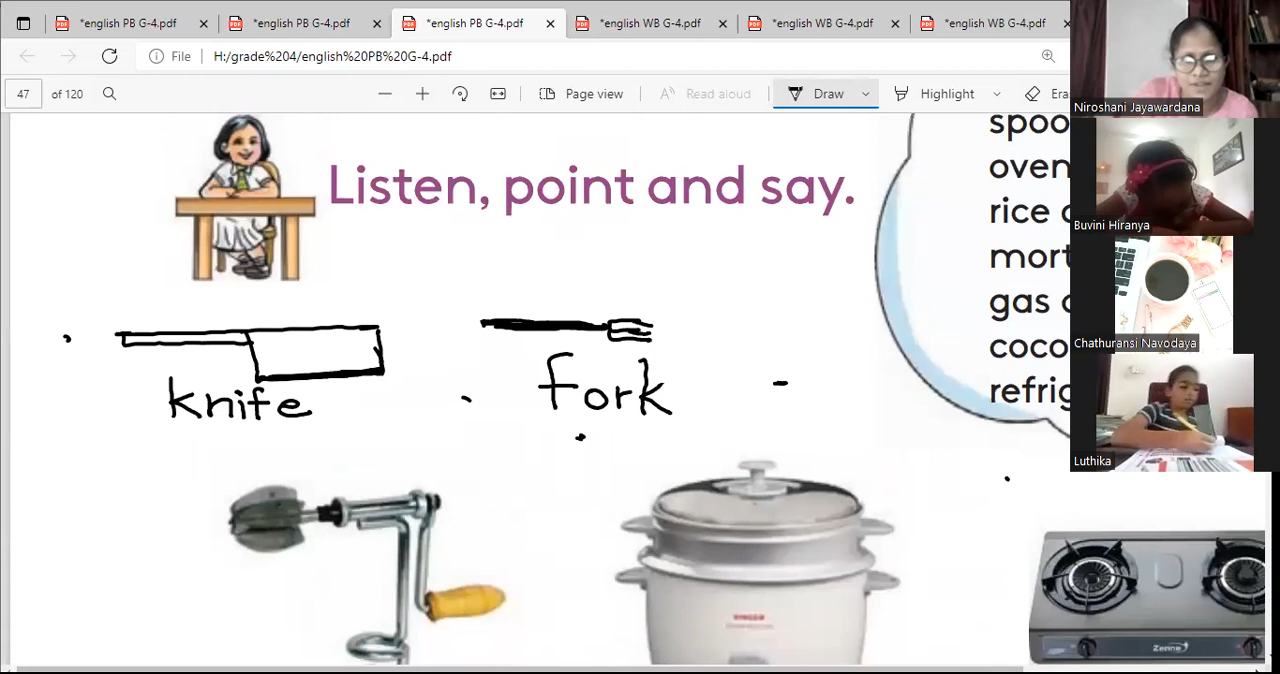 *english PB G-4.pdf
*english PB G-4.pdf
*english PB G-4.pdf
*english WB G-4.pdf
*english WB G-4.pdf
*english WB G-4.pdf
File
H:/grade%204/english%20PB%20G-4.pdf
47 of 120
Page view
Read aloud
Draw
Highlight
Era
Listen, point and say.
spoo
oven
rice c
mort
gas c
coco
refrig
knife
fork
SINGER
Zenne
Niroshani Jayawardana
Buvini Hiranya
Chathuransi Navodaya
Luthika